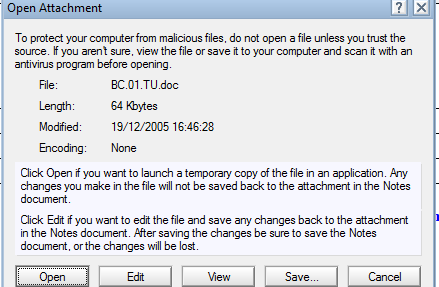 Open Attachment
To protect your computer from malicious files, do not open a file unless you trust the
source. If you aren't sure, view the file or save it to your computer and scan it with an
antivirus program before opening.
File: BC.01.TU.doc
Length: 64 Kbytes
Modified: 19/12/2005 16:46:28
Encoding: None
Click Open if you want to launch a temporary copy of the file in an application. Any
changes you make in the file will not be saved back to the attachment in the Notes
document.
Click Edit if you want to edit the file and save any changes back to the attachment
in the Notes document. After saving the changes be sure to save the Notes
document, or the changes will be lost.
Open Edit View Save... Cancel